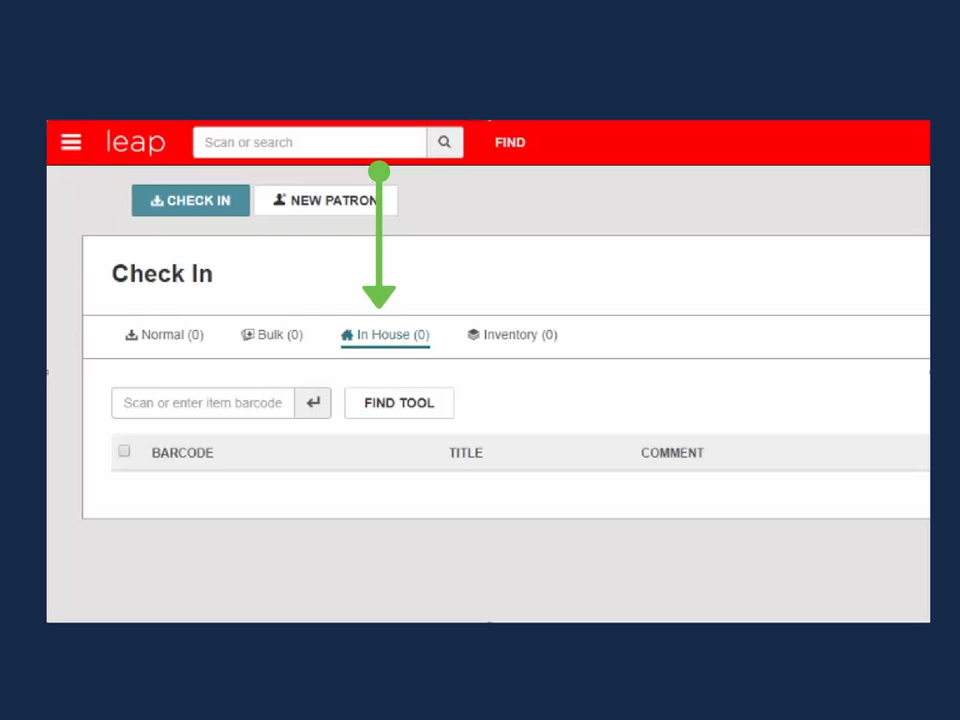 leap Scan or search FIND
CHECK IN NEW PATRON
Check In
Normal (0) Bulk (0) In House (0) Inventory (0)
Scan or enter item barcode FIND TOOL
BARCODE TITLE COMMENT